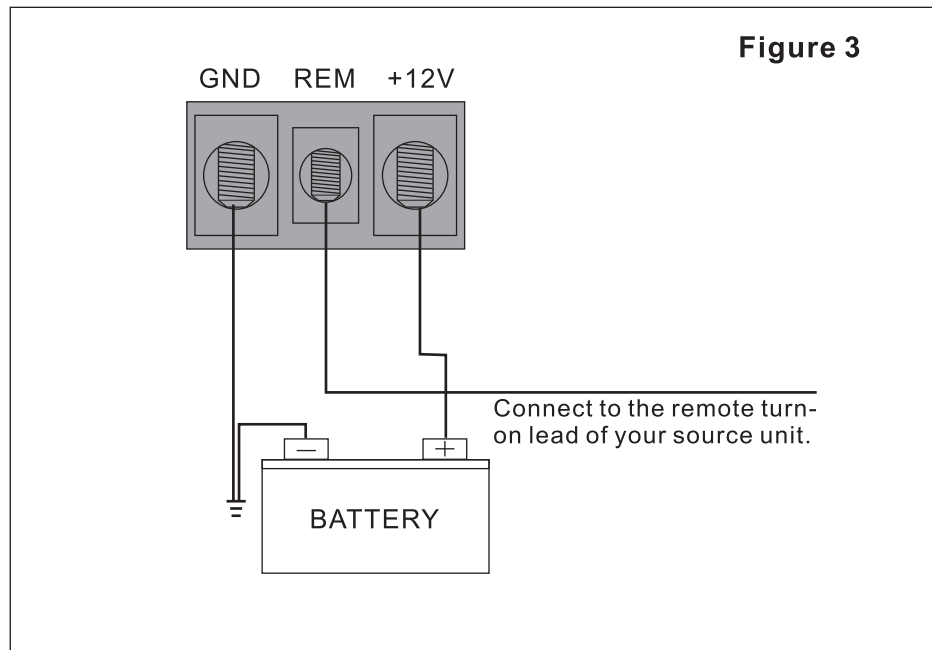 Figure 3
GND REM +12V
Connect to the remote turn-
on lead of your source unit.
− +
BATTERY